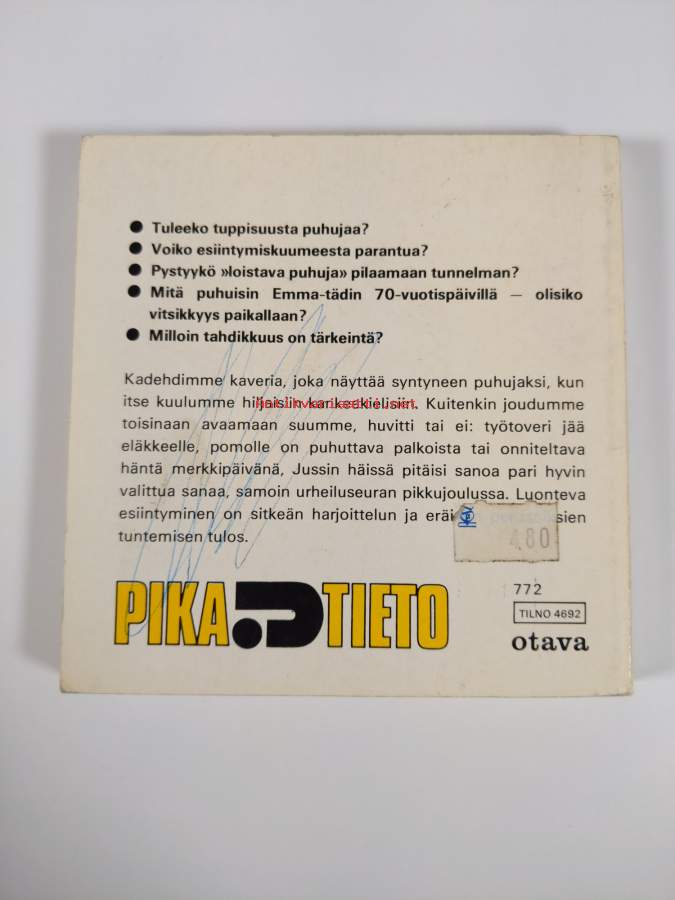 ● Tuleeko tuppisuusta puhujaa?
● Voiko esiintymiskuumeesta parantua?
● Pystyykö »loistava puhuja» pilaamaan tunnelman?
● Mitä puhuisin Emma-tädin 70-vuotispäivillä — olisiko
vitsikkyys paikallaan?
● Milloin tahdikkuus on tärkeintä?
Kadehdimme kaveria, joka näyttää syntyneen puhujaksi, kun
itse kuulumme hiljaisiin kankeakielisiin. Kuitenkin joudumme
toisinaan avaamaan suumme, huvitti tai ei: työtoveri jää
eläkkeelle, pomolle on puhuttava palkoista tai onniteltava
häntä merkkipäivänä, Jussin häissä pitäisi sanoa pari hyvin
valittua sanaa, samoin urheiluseuran pikkujoulussa. Luonteva
esiintyminen on sitkeän harjoittelun ja eräi sien
tuntemisen tulos.
480
PIKA?TIETO
772
TILNO 4692
otava